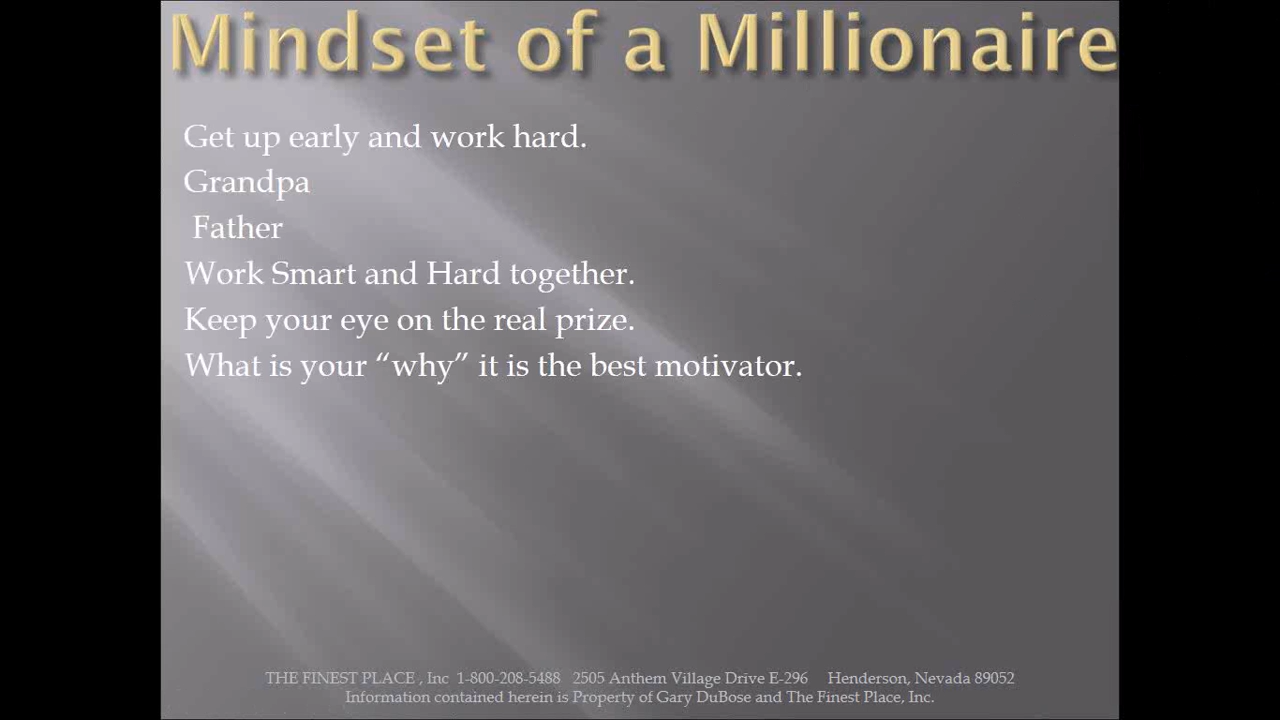 Mindset of a Millionaire
Get up early and work hard.
Grandpa
Father
Work Smart and Hard together.
Keep your eye on the real prize.
What is your “why” it is the best motivator.
THE FINEST PLACE , Inc 1-800-208-5488 2505 Anthem Village Drive E-296 Henderson, Nevada 89052
Information contained herein is Property of Gary DuBose and The Finest Place, Inc.